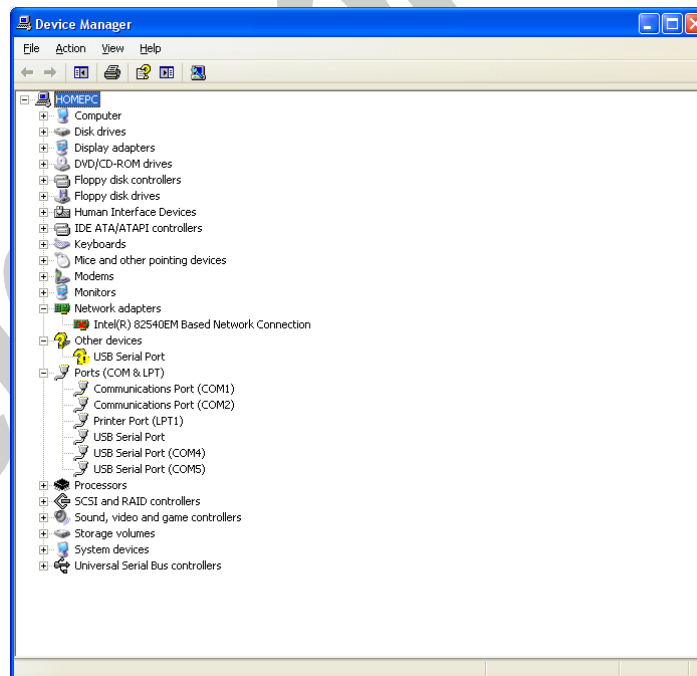 Device Manager
File Action View Help
HOMEPC
Computer
Disk drives
Display adapters
DVD/CD-ROM drives
Floppy disk controllers
Floppy disk drives
Human Interface Devices
IDE ATA/ATAPI controllers
Keyboards
Mice and other pointing devices
Modems
Monitors
Network adapters
Intel(R) 82540EM Based Network Connection
Other devices
USB Serial Port
Ports (COM & LPT)
Communications Port (COM1)
Communications Port (COM2)
Printer Port (LPT1)
USB Serial Port
USB Serial Port (COM4)
USB Serial Port (COM5)
Processors
SCSI and RAID controllers
Sound, video and game controllers
Storage volumes
System devices
Universal Serial Bus controllers